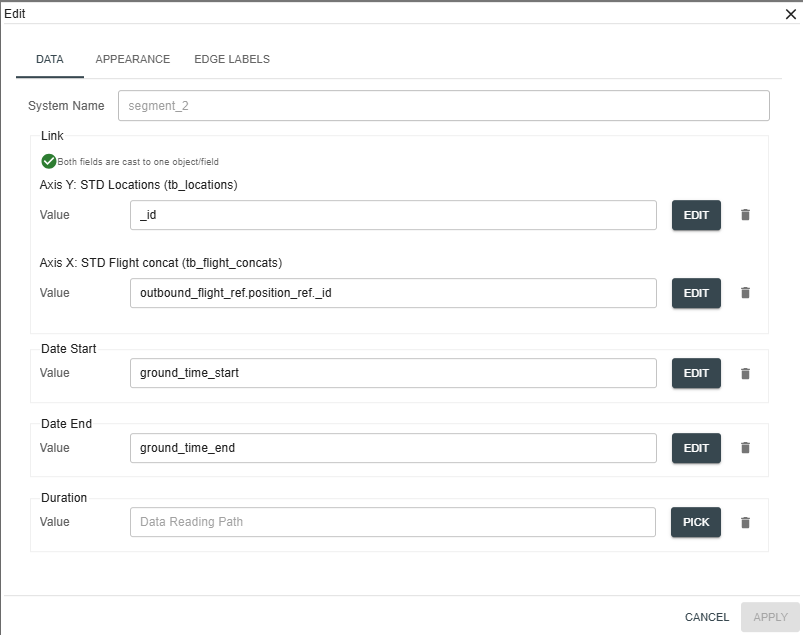 Edit
DATA APPEARANCE EDGE LABELS
System Name segment_2
Link
Both fields are cast to one object/field
Axis Y: STD Locations (tb_locations)
Value _id EDIT
Axis X: STD Flight concat (tb_flight_concats)
Value outbound_flight_ref.position_ref._id EDIT
Date Start
Value ground_time_start EDIT
Date End
Value ground_time_end EDIT
Duration
Value Data Reading Path PICK
CANCEL APPLY